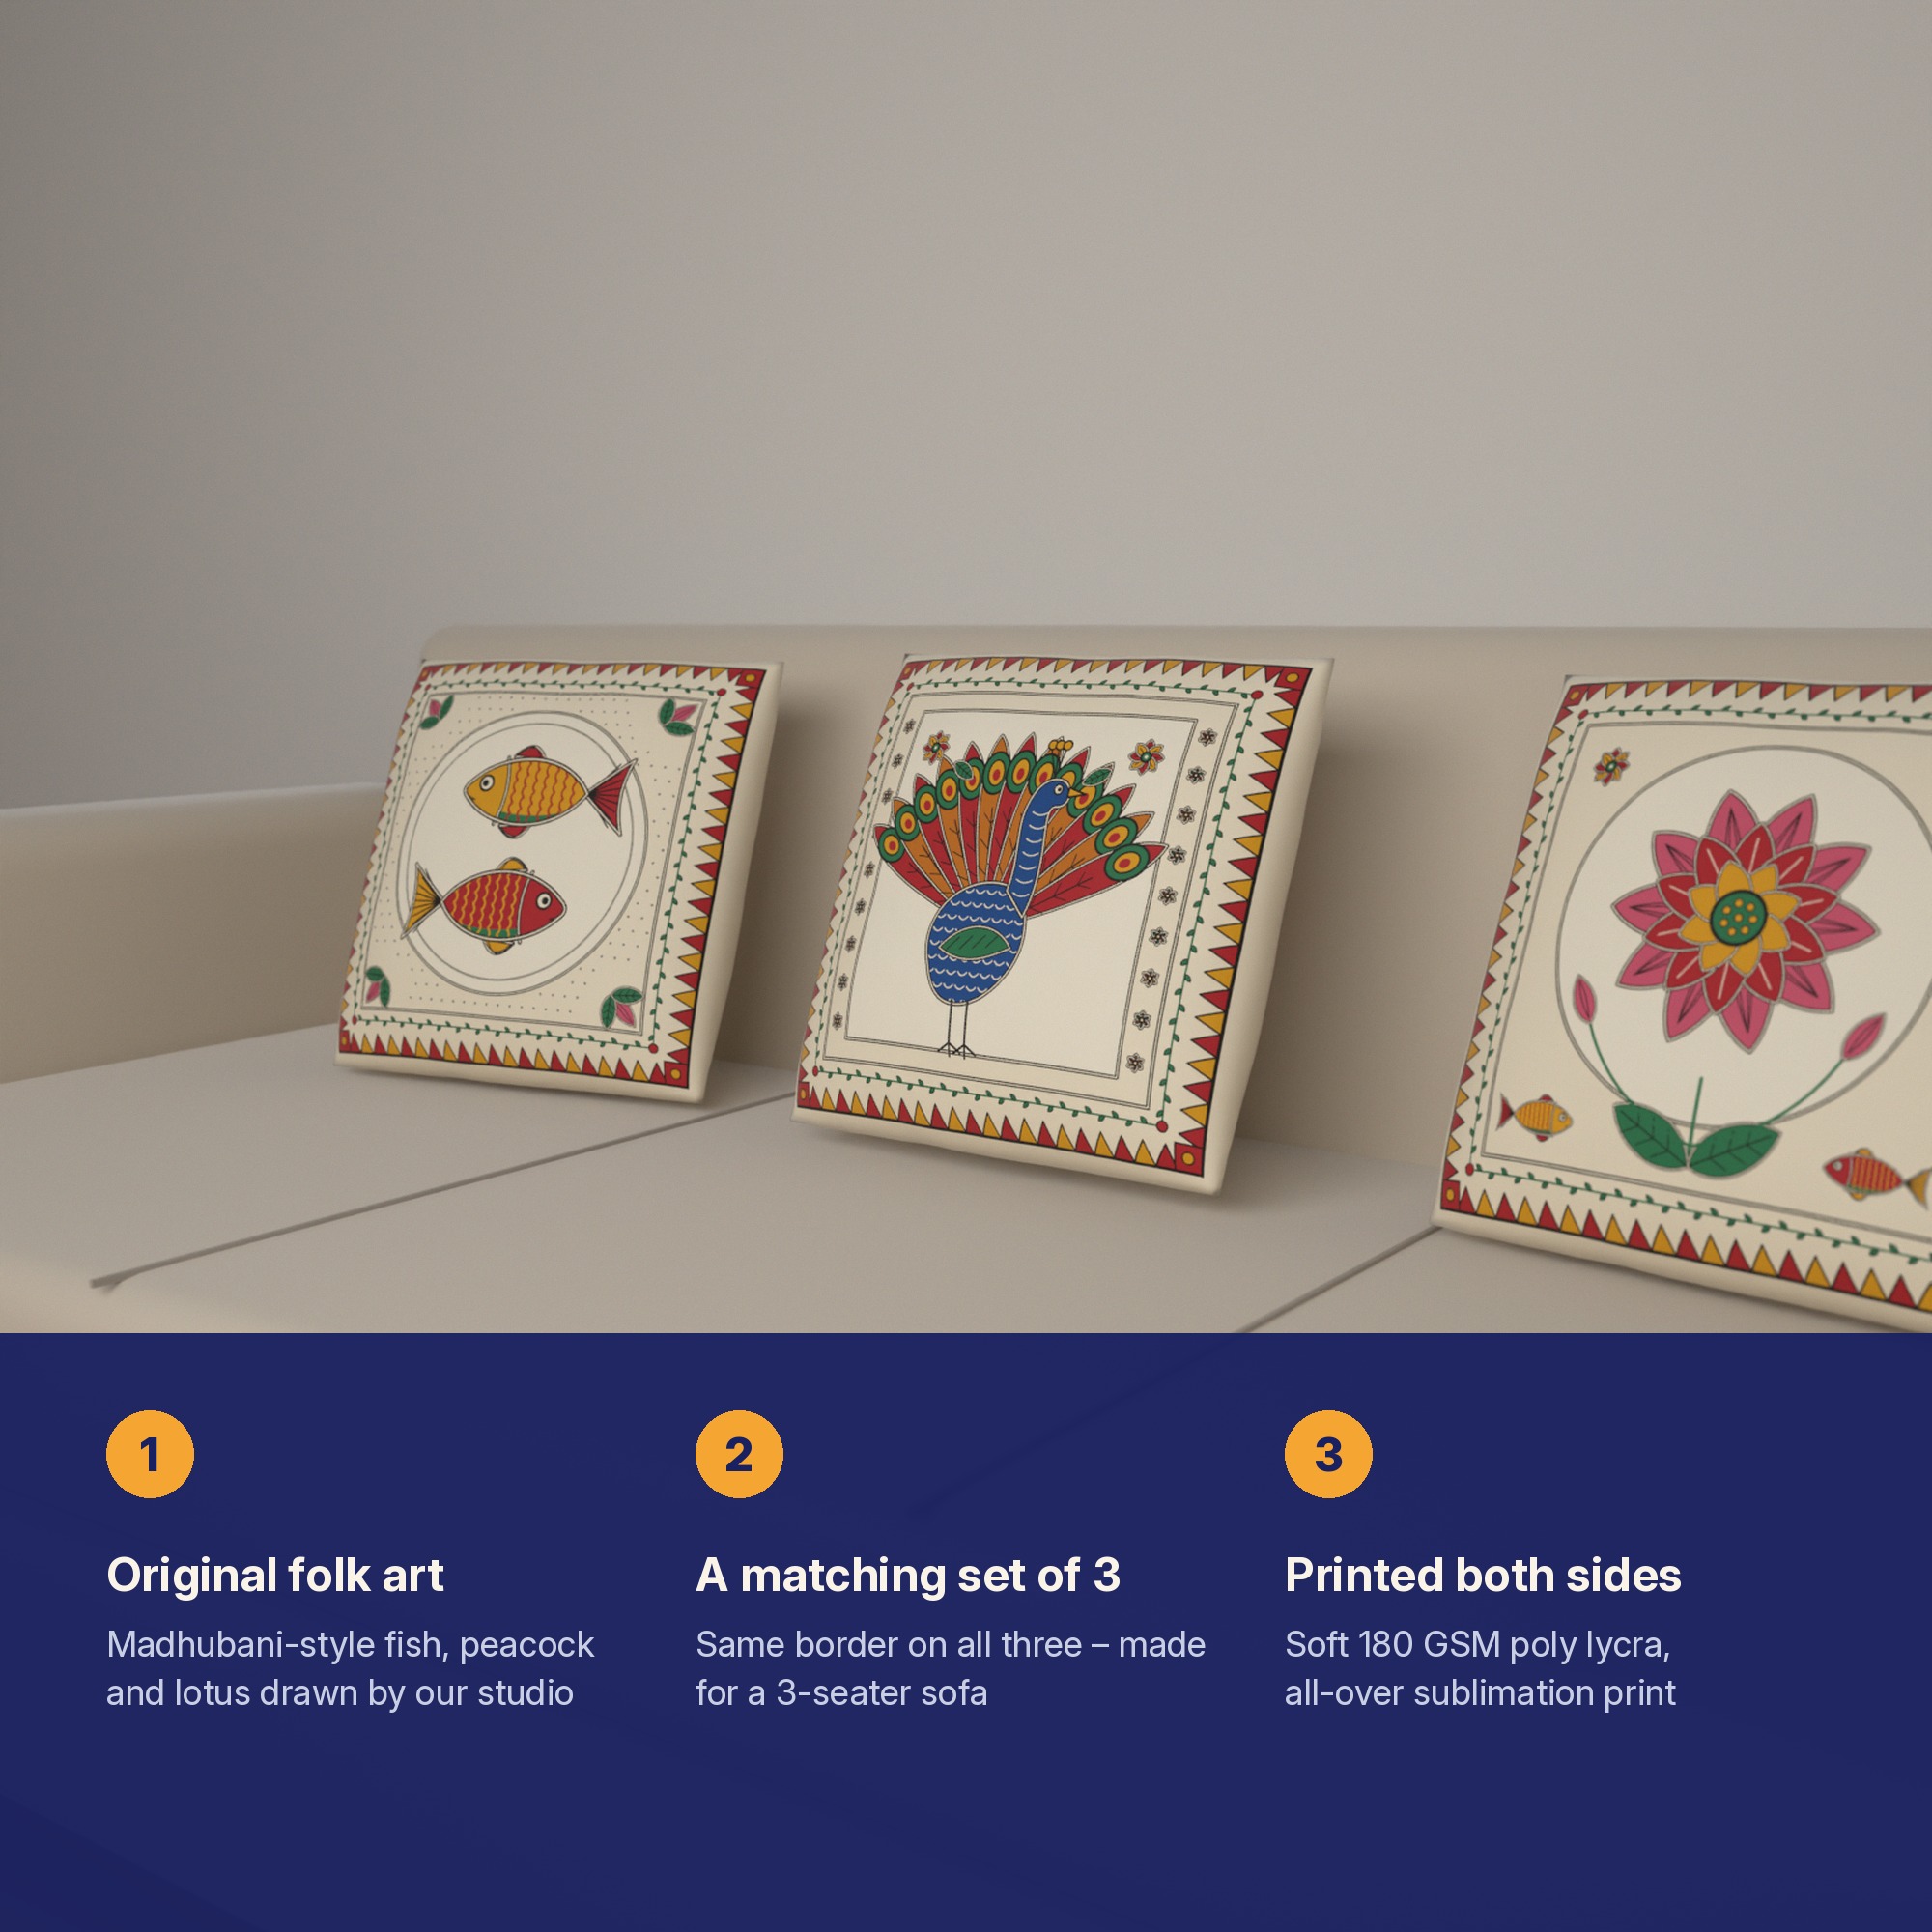 1
Original folk art
Madhubani-style fish, peacock
and lotus drawn by our studio
2
A matching set of 3
Same border on all three – made
for a 3-seater sofa
3
Printed both sides
Soft 180 GSM poly lycra,
all-over sublimation print